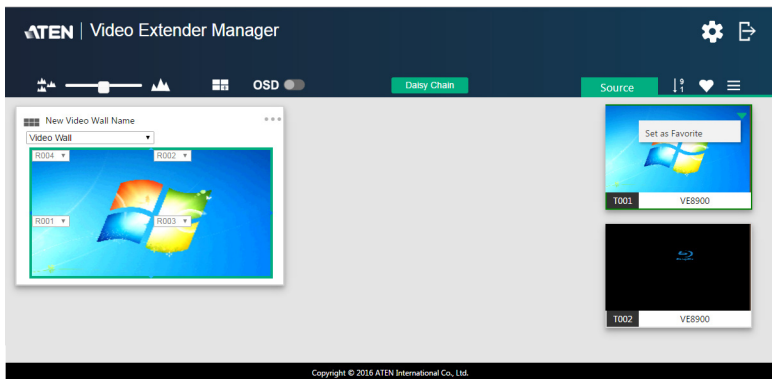 ATEN | Video Extender Manager
OSD
Daisy Chain
Source
New Video Wall Name
Video Wall
R004
R002
R001
R003
Set as Favorite
T001 VE8900
T002 VE8900
Copyright © 2016 ATEN International Co., Ltd.